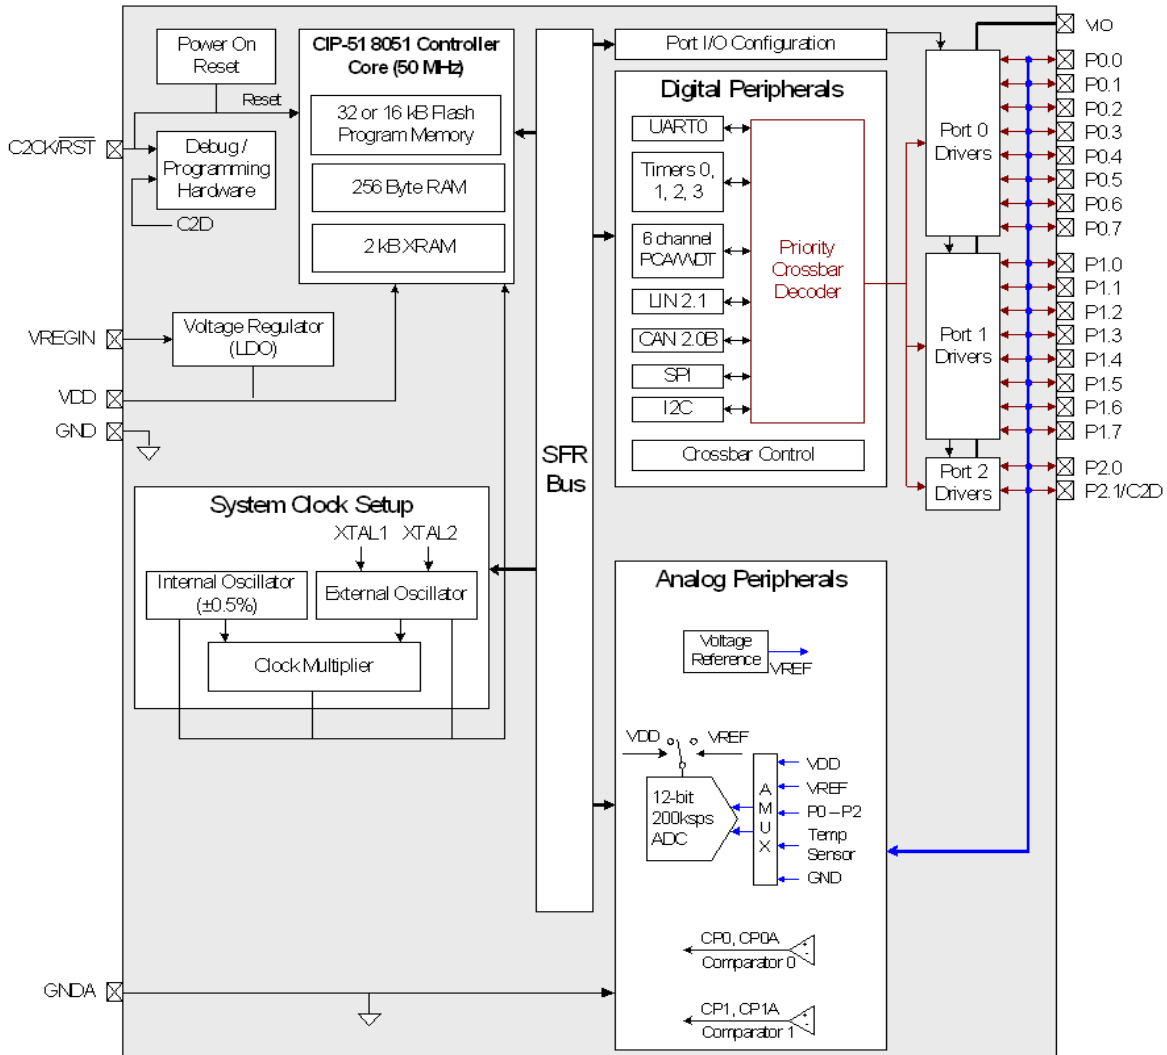 Power On
Reset
Reset
C2CK/RST
Debug /
Programming
Hardware
C2D
CIP-51 8051 Controller
Core (50 MHz)
32 or 16 kB Flash
Program Memory
256 Byte RAM
2 kB XRAM
VREGIN
Voltage Regulator
(LDO)
VDD
GND
System Clock Setup
XTAL1
XTAL2
Internal Oscillator
(±0.5%)
External Oscillator
Clock Multiplier
GNDA
SFR
Bus
Port I/O Configuration
Digital Peripherals
UART0
Timers 0,
1, 2, 3
6 channel
PCA/WDT
LIN 2.1
CAN 2.0B
SPI
I2C
Priority
Crossbar
Decoder
Crossbar Control
Port 0
Drivers
Port 1
Drivers
Port 2
Drivers
VIO
P0.0
P0.1
P0.2
P0.3
P0.4
P0.5
P0.6
P0.7
P1.0
P1.1
P1.2
P1.3
P1.4
P1.5
P1.6
P1.7
P2.0
P2.1/C2D
Analog Peripherals
Voltage
Reference
VREF
VDD
VREF
12-bit
200ksps
ADC
A
M
U
X
VDD
VREF
P0 – P2
Temp
Sensor
GND
CP0, CP0A
Comparator 0
+
-
CP1, CP1A
Comparator 1
+
-